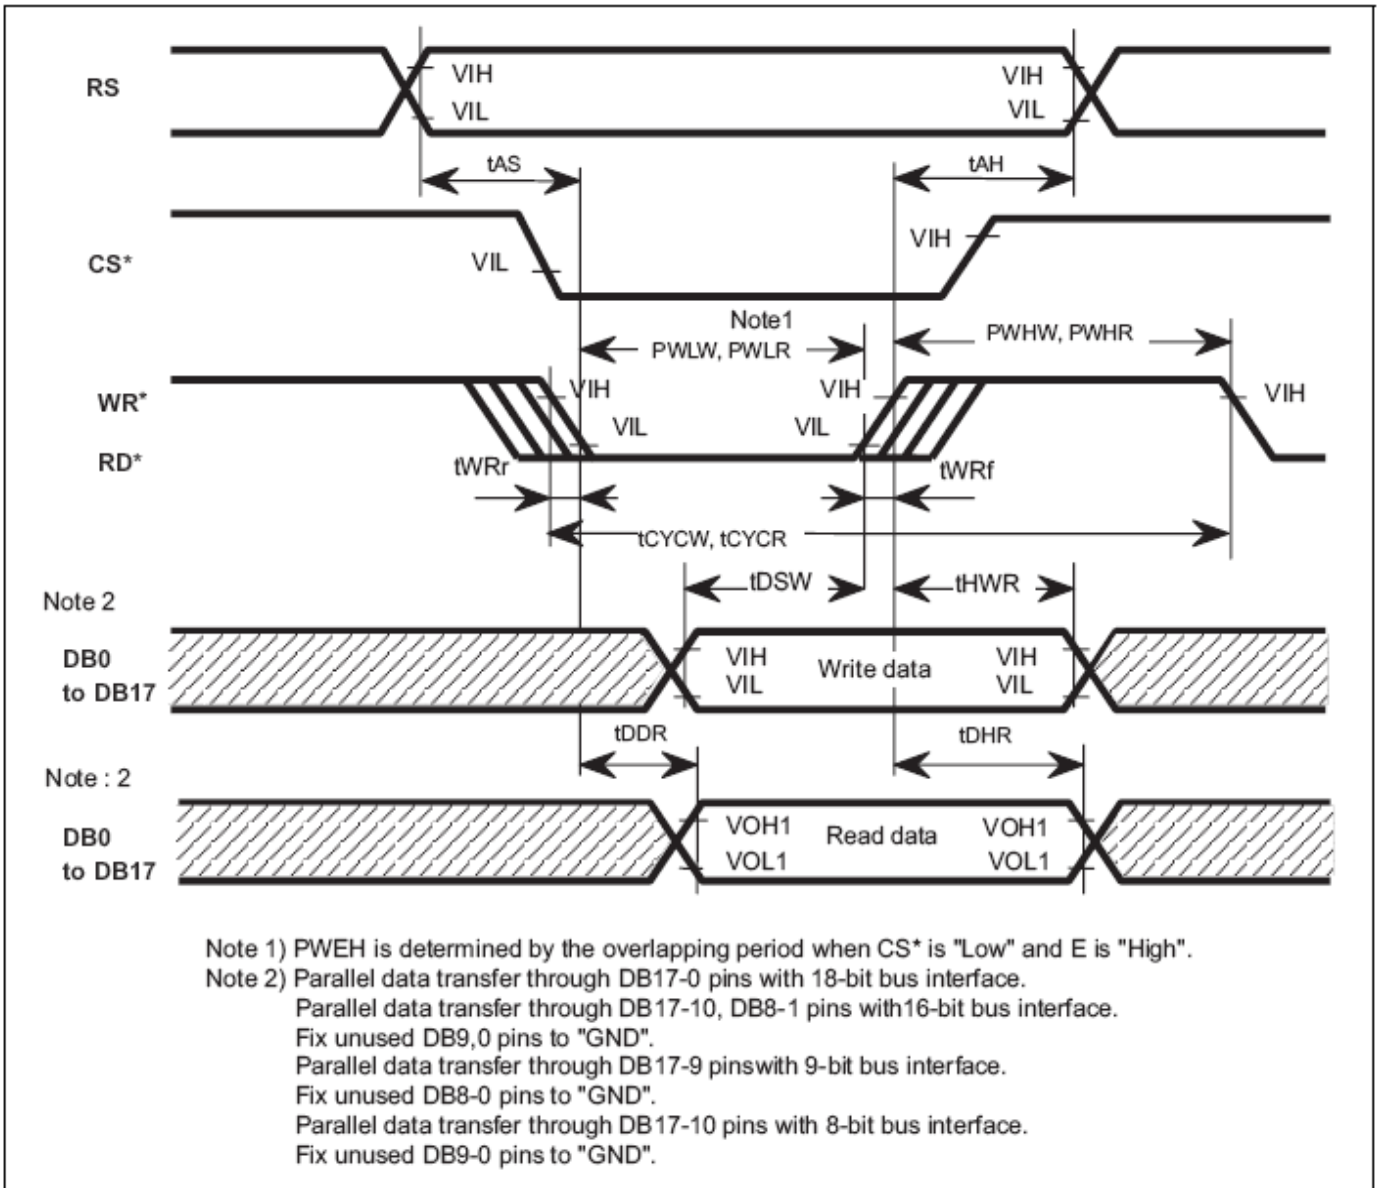 RS
VIH
VIH
VIL
VIL
tAS
tAH
CS*
VIL
VIH
Note1
PWLW, PWLR
PWHW, PWHR
WR*
VIH
VIH
VIH
VIL
VIL
RD*
tWRr
tWRf
tCYCW, tCYCR
tDSW
tHWR
Note 2
DB0
to DB17
VIH
VIL
Write data
VIH
VIL
tDDR
tDHR
Note : 2
DB0
to DB17
VOH1
VOL1
Read data
VOH1
VOL1
Note 1) PWEH is determined by the overlapping period when CS* is "Low" and E is "High".
Note 2) Parallel data transfer through DB17-0 pins with 18-bit bus interface.
Parallel data transfer through DB17-10, DB8-1 pins with16-bit bus interface.
Fix unused DB9,0 pins to "GND".
Parallel data transfer through DB17-9 pinswith 9-bit bus interface.
Fix unused DB8-0 pins to "GND".
Parallel data transfer through DB17-10 pins with 8-bit bus interface.
Fix unused DB9-0 pins to "GND".